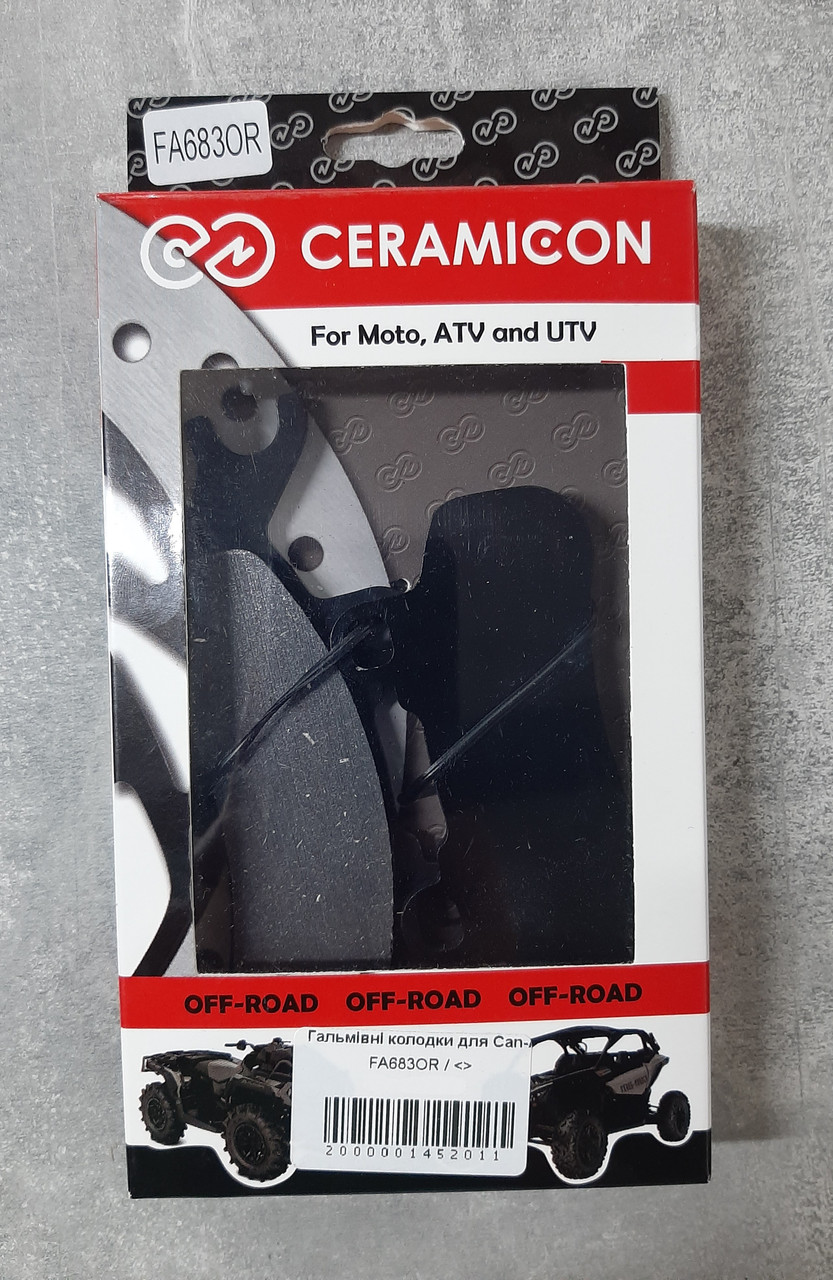 FA683OR
CERAMICON
For Moto, ATV and UTV
OFF-ROAD OFF-ROAD OFF-ROAD
Гальмівні колодки для Can-
FA683OR / <>
2000001452011